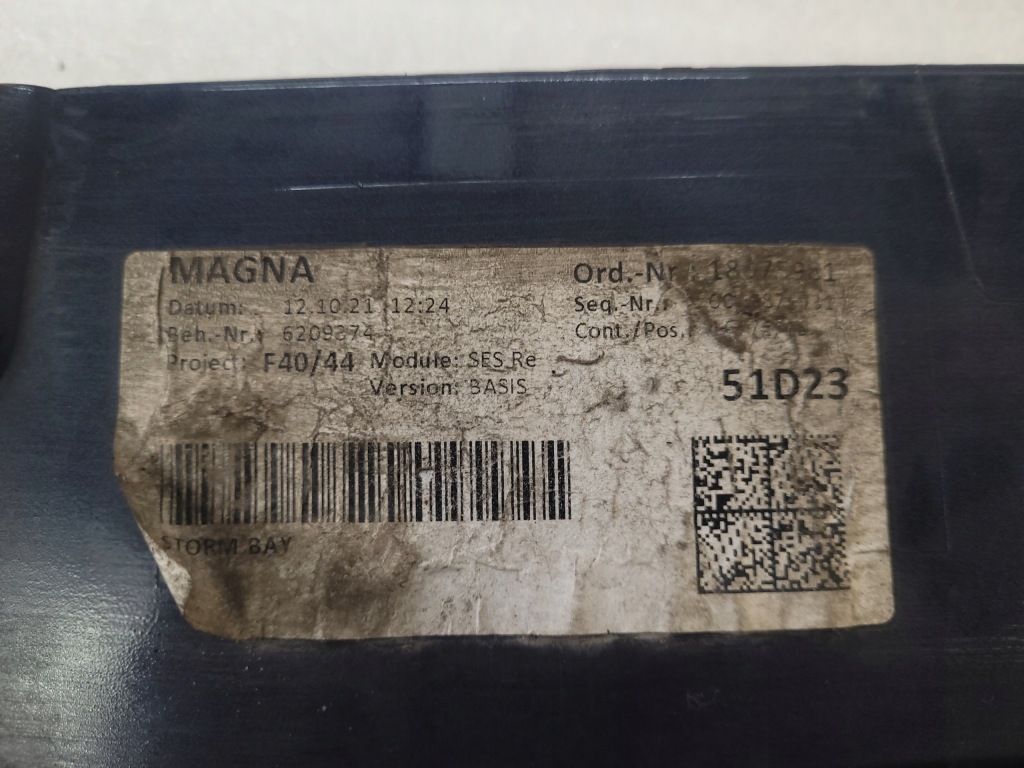 MAGNA
Datum: 12.10.21 12:24
Beh.-Nr.: 6209374
Project: F40/44 Module: SES Re
Version: BASIS
Ord.-Nr
Seq.-Nr.:
Cont./Pos.
51D23
STORM BAY